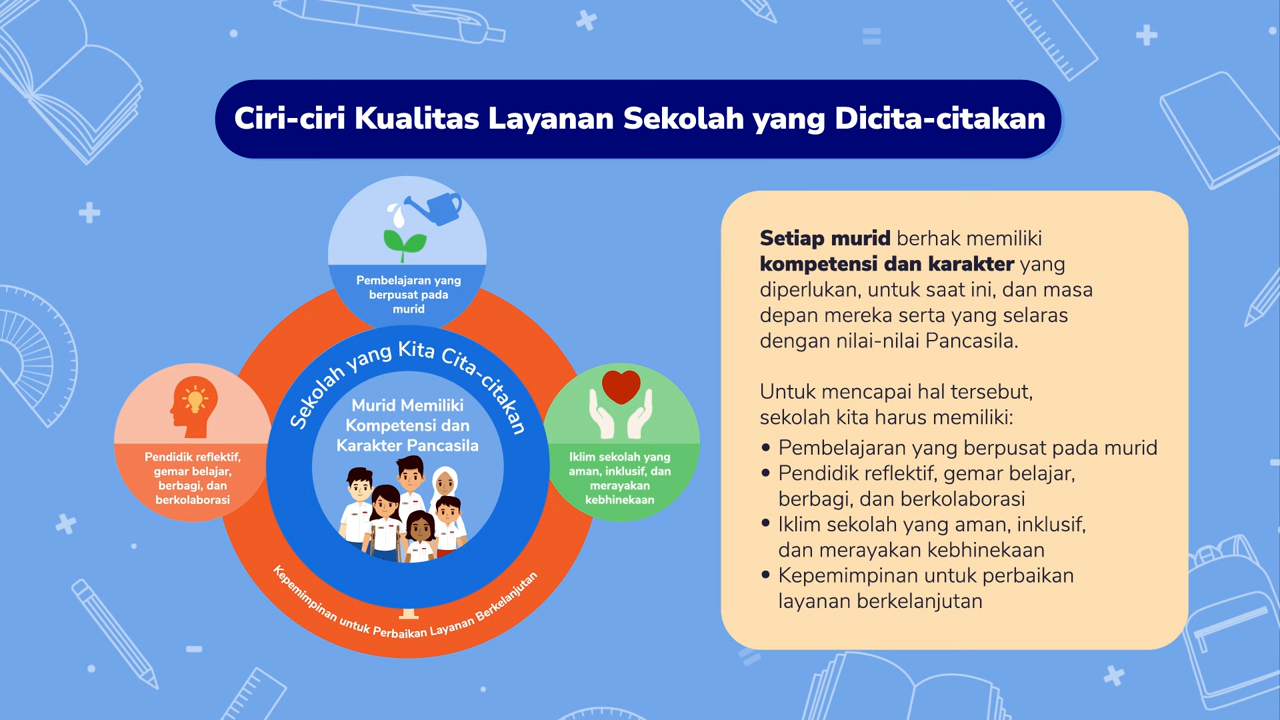 Ciri-ciri Kualitas Layanan Sekolah yang Dicita-citakan
Pembelajaran yang
berpusat pada
murid
Sekolah yang Kita Cita-citakan
Murid Memiliki
Kompetensi dan
Karakter Pancasila
Pendidik reflektif,
gemar belajar,
berbagi, dan
berkolaborasi
Iklim sekolah yang
aman, inklusif, dan
merayakan
kebhinekaan
Kepemimpinan untuk Perbaikan Layanan Berkelanjutan
Setiap murid berhak memiliki
kompetensi dan karakter yang
diperlukan, untuk saat ini, dan masa
depan mereka serta yang selaras
dengan nilai-nilai Pancasila.
Untuk mencapai hal tersebut,
sekolah kita harus memiliki:
• Pembelajaran yang berpusat pada murid
• Pendidik reflektif, gemar belajar,
berbagi, dan berkolaborasi
• Iklim sekolah yang aman, inklusif,
dan merayakan kebhinekaan
• Kepemimpinan untuk perbaikan
layanan berkelanjutan